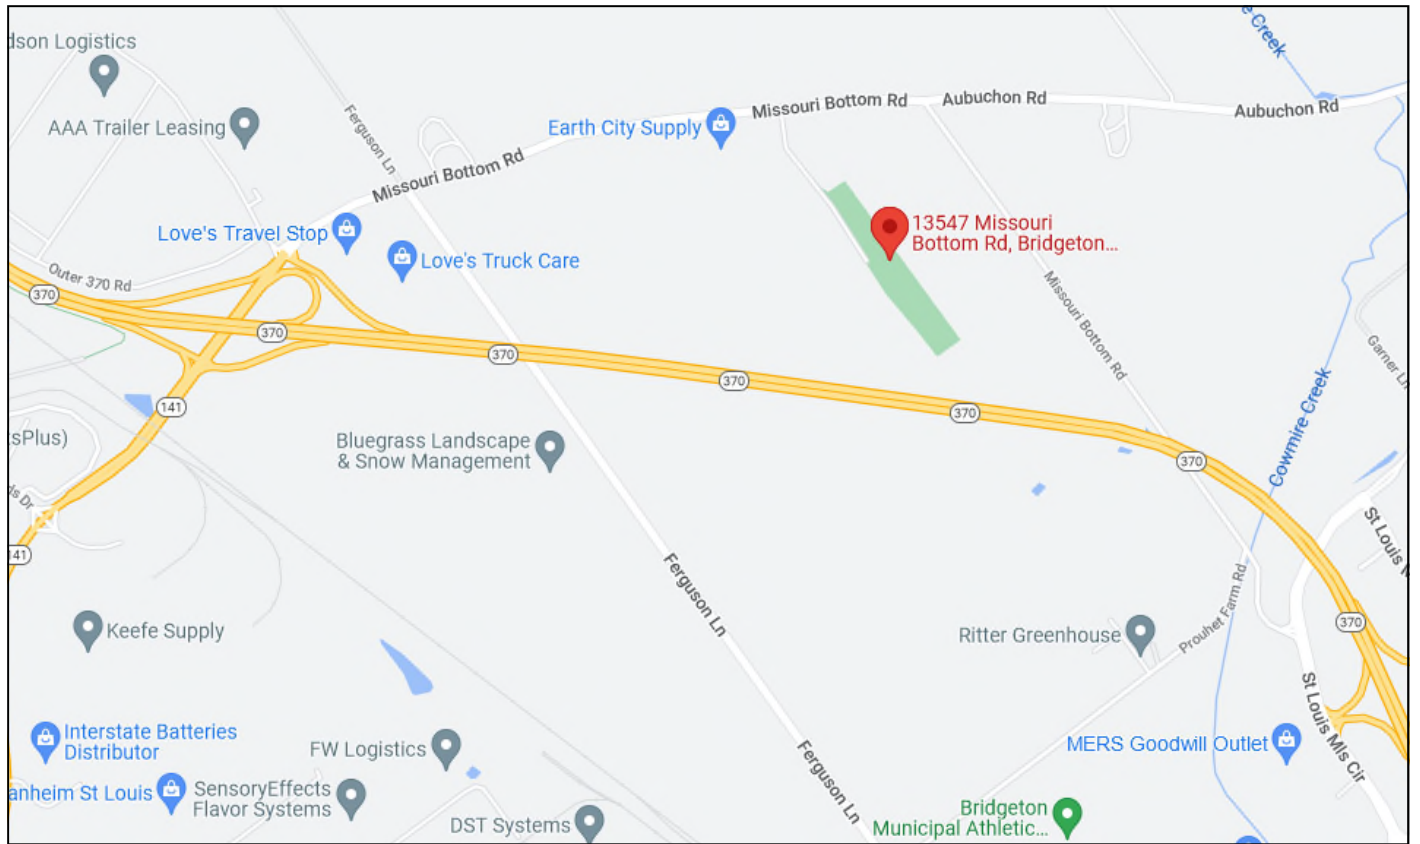 dson Logistics
AAA Trailer Leasing
Ferguson Ln
Missouri Bottom Rd
Earth City Supply
Missouri Bottom Rd
Aubuchon Rd
Aubuchon Rd
e Creek
Love's Travel Stop
Love's Truck Care
13547 Missouri
Bottom Rd, Bridgeton...
Outer 370 Rd
370
370
370
370
370
370
370
141
141
Missouri Bottom Rd
Garner Ln
Cowmire Creek
sPlus)
ds Dr
Bluegrass Landscape
& Snow Management
St Louis M
Ferguson Ln
Keefe Supply
Ritter Greenhouse
Prouhet Farm Rd
St Louis Mls Cir
Interstate Batteries
Distributor
FW Logistics
MERS Goodwill Outlet
anheim St Louis
SensoryEffects
Flavor Systems
DST Systems
Ferguson Ln
Bridgeton
Municipal Athletic...